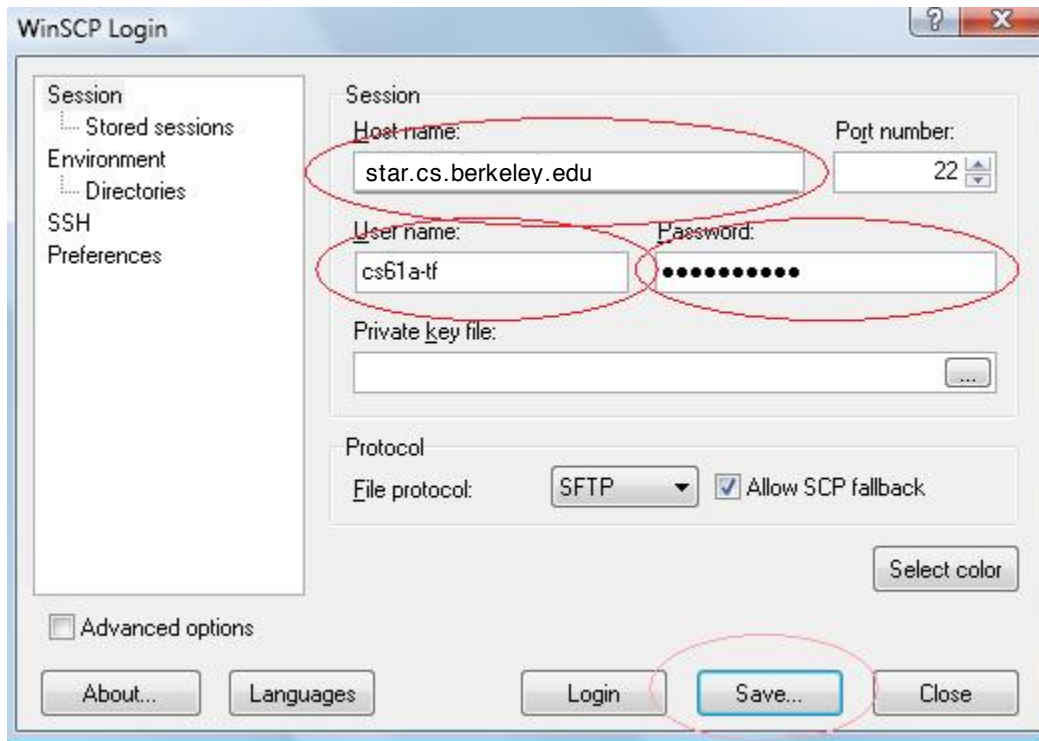 WinSCP Login
Session
Stored sessions
Environment
Directories
SSH
Preferences
Session
Host name:
Port number:
star.cs.berkeley.edu
22
User name:
Password:
cs61a-tf
●●●●●●●●●●
Private key file:
...
Protocol
File protocol:
SFTP
Allow SCP fallback
Select color
Advanced options
About...
Languages
Login
Save...
Close